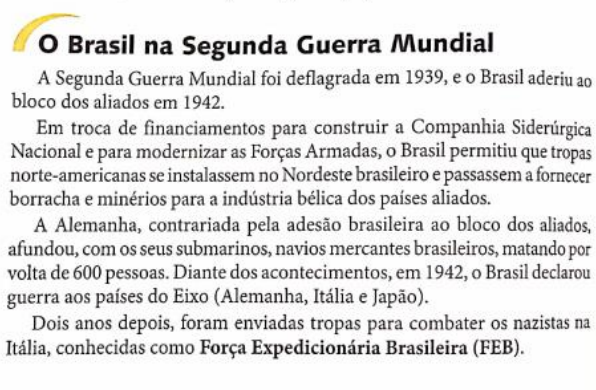 O Brasil na Segunda Guerra Mundial
A Segunda Guerra Mundial foi deflagrada em 1939, e o Brasil aderiu ao
bloco dos aliados em 1942.
Em troca de financiamentos para construir a Companhia Siderúrgica
Nacional e para modernizar as Forças Armadas, o Brasil permitiu que tropas
norte-americanas se instalassem no Nordeste brasileiro e passassem a fornecer
borracha e minérios para a indústria bélica dos países aliados.
A Alemanha, contrariada pela adesão brasileira ao bloco dos aliados,
afundou, com os seus submarinos, navios mercantes brasileiros, matando por
volta de 600 pessoas. Diante dos acontecimentos, em 1942, o Brasil declarou
guerra aos países do Eixo (Alemanha, Itália e Japão).
Dois anos depois, foram enviadas tropas para combater os nazistas na
Itália, conhecidas como Força Expedicionária Brasileira (FEB).